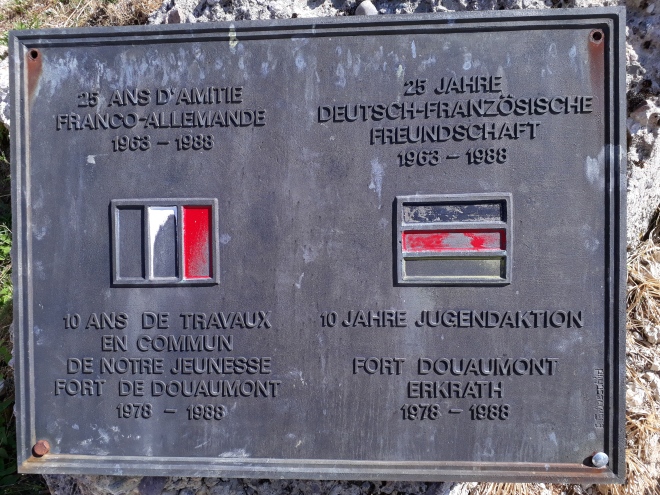 25 ANS D'AMITIE
FRANCO-ALLEMANDE
1963 - 1988
10 ANS DE TRAVAUX
EN COMMUN
DE NOTRE JEUNESSE
FORT DE DOUAUMONT
1978 - 1988
25 JAHRE
DEUTSCH-FRANZÖSISCHE
FREUNDSCHAFT
1963 - 1988
10 JAHRE JUGENDAKTION
FORT DOUAUMONT
ERKRATH
1978 - 1988